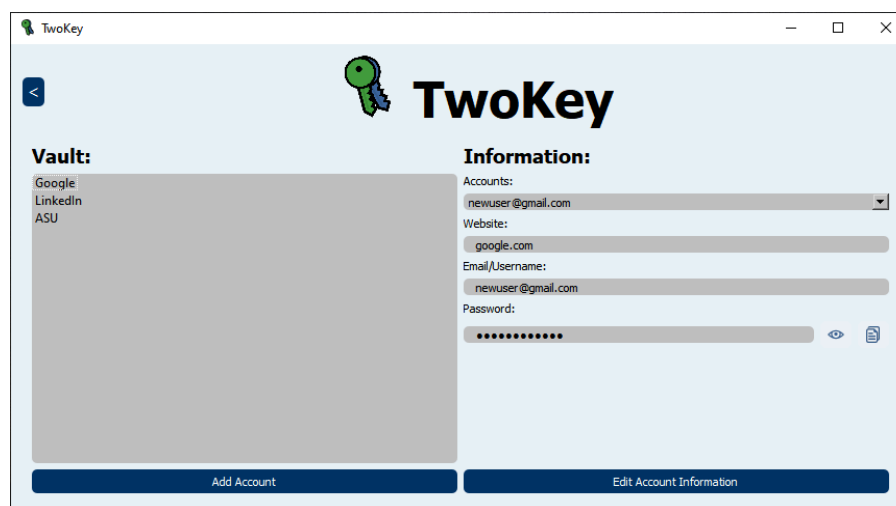 TwoKey
<
TwoKey
Vault:
Google
LinkedIn
ASU
Add Account
Information:
Accounts:
newuser@gmail.com
Website:
google.com
Email/Username:
newuser@gmail.com
Password:
••••••••••••
Edit Account Information